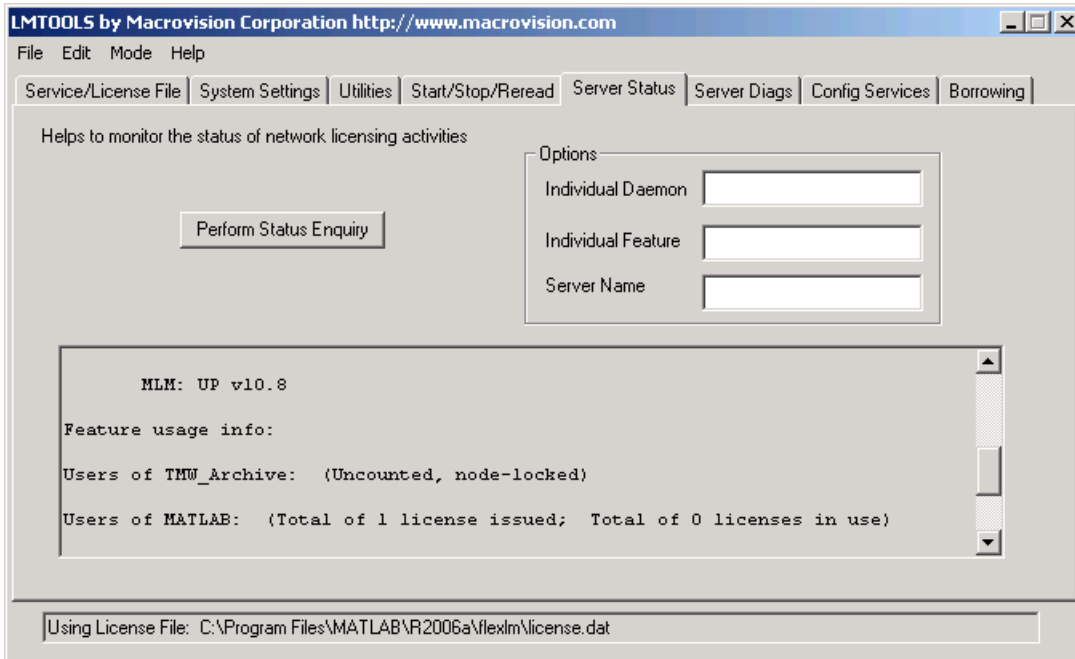 LMTOOLS by Macrovision Corporation http://www.macrovision.com
File Edit Mode Help
Service/License File System Settings Utilities Start/Stop/Reread Server Status Server Diags Config Services Borrowing
Helps to monitor the status of network licensing activities
Options
Individual Daemon
Perform Status Enquiry
Individual Feature
Server Name
MLM: UP v10.8
Feature usage info:
Users of TMW_Archive: (Uncounted, node-locked)
Users of MATLAB: (Total of 1 license issued; Total of 0 licenses in use)
Using License File: C:\Program Files\MATLAB\R2006a\flexlm\license.dat